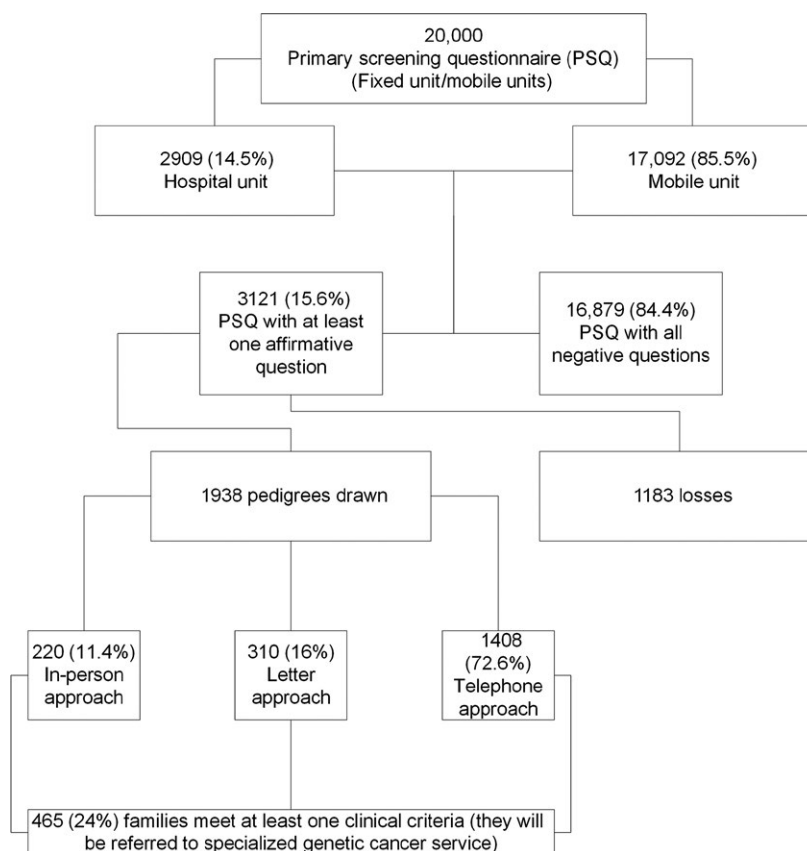 20,000
Primary screening questionnaire (PSQ)
(Fixed unit/mobile units)
2909 (14.5%)
Hospital unit
17,092 (85.5%)
Mobile unit
3121 (15.6%)
PSQ with at least
one affirmative
question
16,879 (84.4%)
PSQ with all
negative questions
1938 pedigrees drawn
1183 losses
220 (11.4%)
In-person
approach
310 (16%)
Letter
approach
1408
(72.6%)
Telephone
approach
465 (24%) families meet at least one clinical criteria (they will
be referred to specialized genetic cancer service)